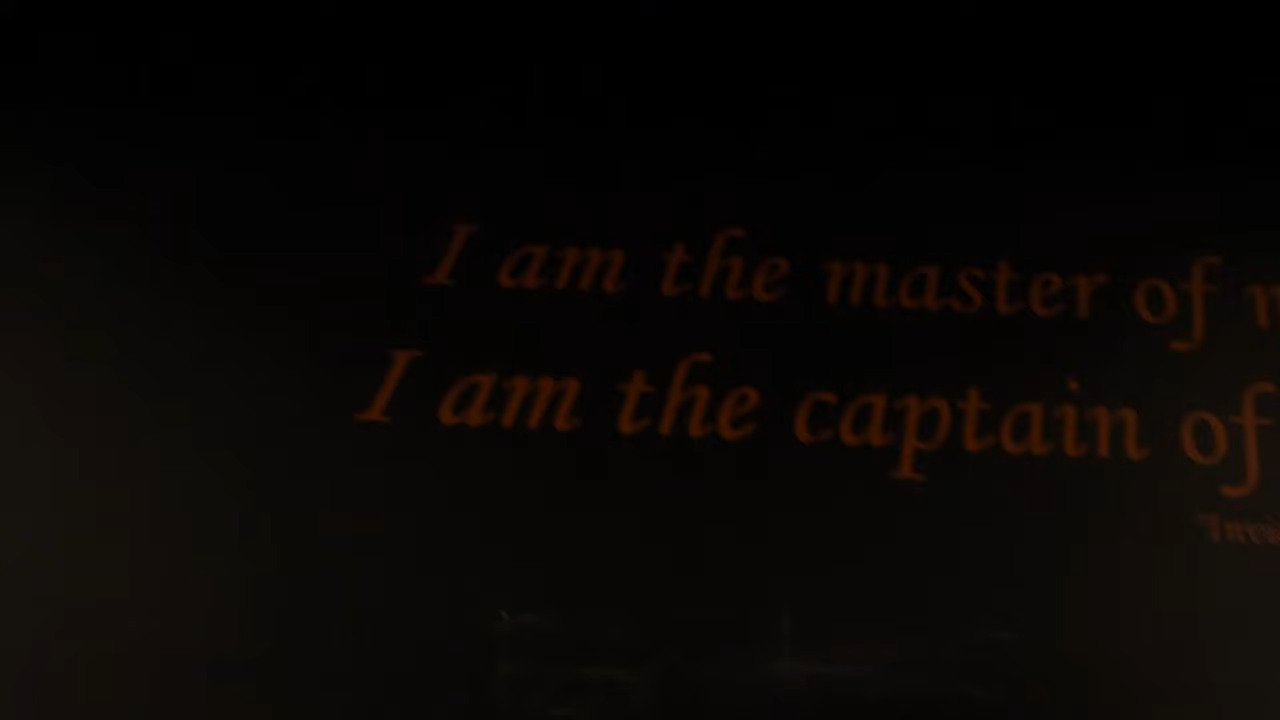 I am the master of
I am the captain of